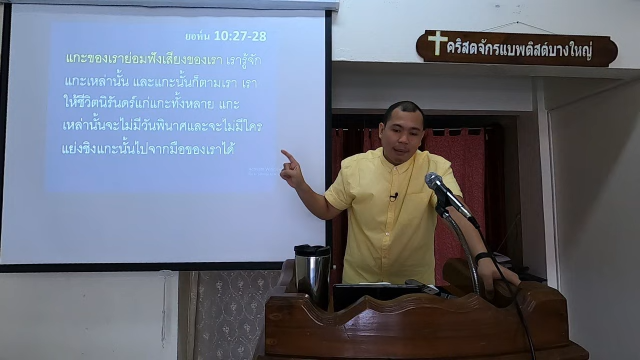 ยอห์น 10:27-28
แกะของเราย่อมฟังเสียงของเรา เรารู้จัก
แกะเหล่านั้น และแกะนั้นก็ตามเรา เรา
ให้ชีวิตนิรันดร์แก่แกะทั้งหลาย แกะ
เหล่านั้นจะไม่มีวันพินาศและจะไม่มีใคร
แย่งชิงแกะนั้นไปจากมือของเราได้
คริสตจักรแบพติสต์บางใหญ่